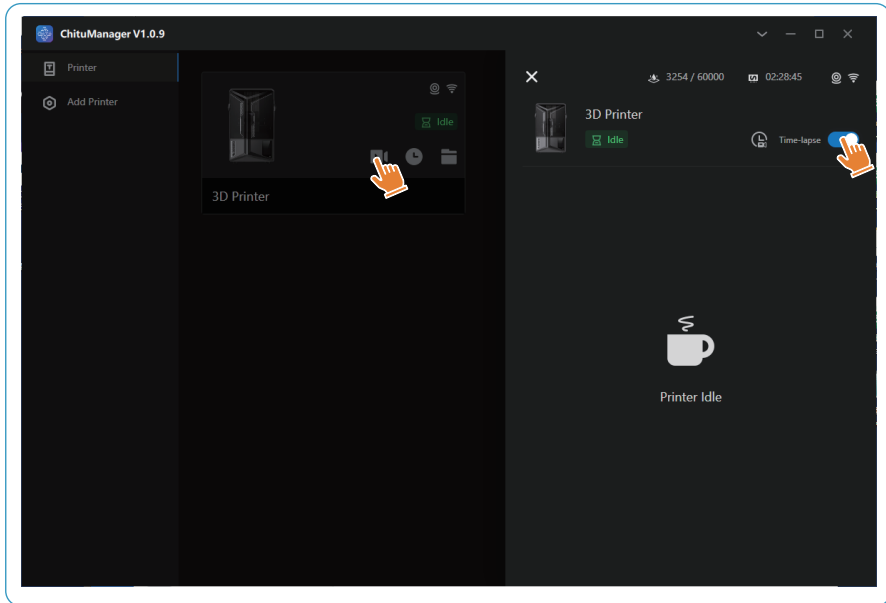 ChituManager V1.0.9
Printer
Add Printer
Idle
3D Printer
3254 / 60000
02:28:45
3D Printer
Idle
Time-lapse
Printer Idle